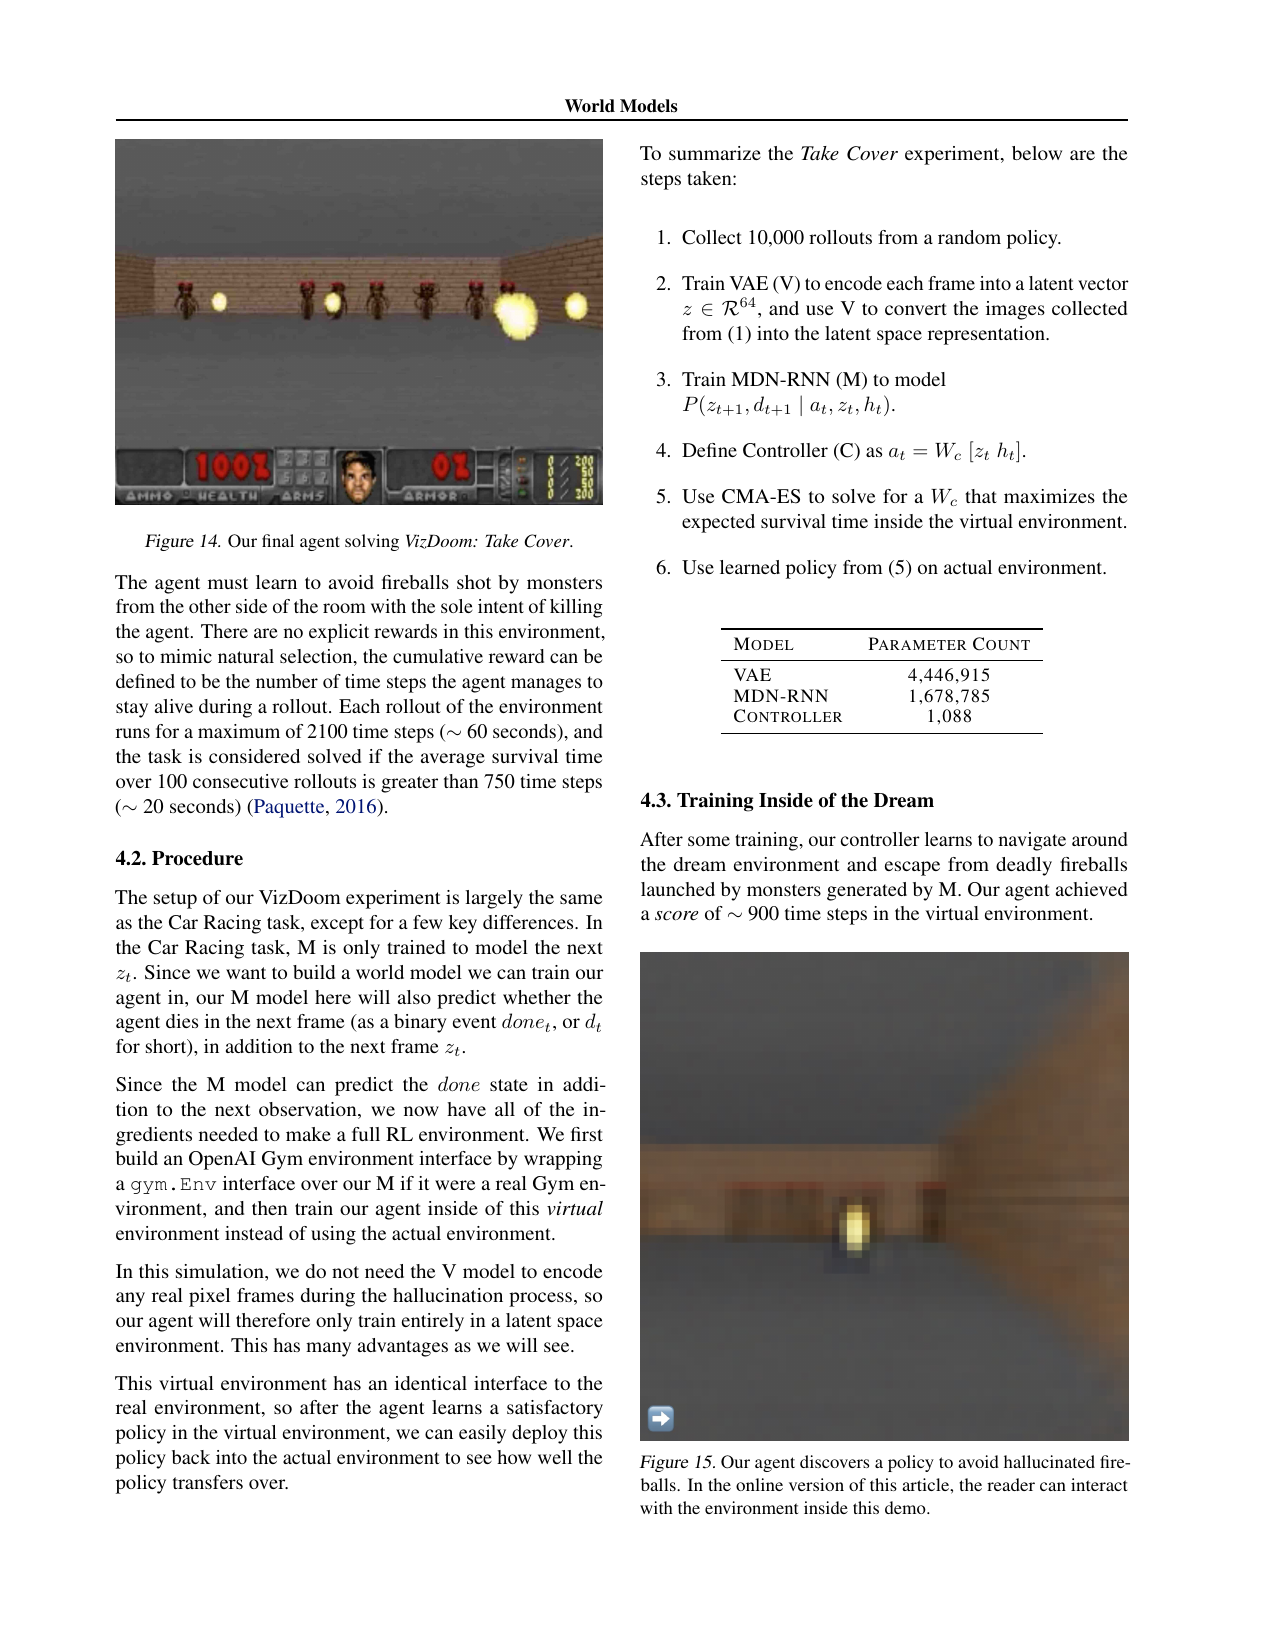 World Models
100% 0%
2 3 4
5 6 7
0 / 200
0 / 50
0 / 50
0 / 300
AMMO HEALTH ARMS ARMOR
Figure 14. Our final agent solving VizDoom: Take Cover.
The agent must learn to avoid fireballs shot by monsters
from the other side of the room with the sole intent of killing
the agent. There are no explicit rewards in this environment,
so to mimic natural selection, the cumulative reward can be
defined to be the number of time steps the agent manages to
stay alive during a rollout. Each rollout of the environment
runs for a maximum of 2100 time steps (∼ 60 seconds), and
the task is considered solved if the average survival time
over 100 consecutive rollouts is greater than 750 time steps
(∼ 20 seconds) (Paquette, 2016).
4.2. Procedure
The setup of our VizDoom experiment is largely the same
as the Car Racing task, except for a few key differences. In
the Car Racing task, M is only trained to model the next
z_t. Since we want to build a world model we can train our
agent in, our M model here will also predict whether the
agent dies in the next frame (as a binary event done_t, or d_t
for short), in addition to the next frame z_t.
Since the M model can predict the done state in addi-
tion to the next observation, we now have all of the in-
gredients needed to make a full RL environment. We first
build an OpenAI Gym environment interface by wrapping
a gym.Env interface over our M if it were a real Gym en-
vironment, and then train our agent inside of this virtual
environment instead of using the actual environment.
In this simulation, we do not need the V model to encode
any real pixel frames during the hallucination process, so
our agent will therefore only train entirely in a latent space
environment. This has many advantages as we will see.
This virtual environment has an identical interface to the
real environment, so after the agent learns a satisfactory
policy in the virtual environment, we can easily deploy this
policy back into the actual environment to see how well the
policy transfers over.
To summarize the Take Cover experiment, below are the
steps taken:
1. Collect 10,000 rollouts from a random policy.
2. Train VAE (V) to encode each frame into a latent vector
z ∈ R^64, and use V to convert the images collected
from (1) into the latent space representation.
3. Train MDN-RNN (M) to model
P(z_{t+1}, d_{t+1} | a_t, z_t, h_t).
4. Define Controller (C) as a_t = W_c [z_t h_t].
5. Use CMA-ES to solve for a W_c that maximizes the
expected survival time inside the virtual environment.
6. Use learned policy from (5) on actual environment.
MODEL PARAMETER COUNT
VAE 4,446,915
MDN-RNN 1,678,785
CONTROLLER 1,088
4.3. Training Inside of the Dream
After some training, our controller learns to navigate around
the dream environment and escape from deadly fireballs
launched by monsters generated by M. Our agent achieved
a score of ∼ 900 time steps in the virtual environment.
Figure 15. Our agent discovers a policy to avoid hallucinated fire-
balls. In the online version of this article, the reader can interact
with the environment inside this demo.